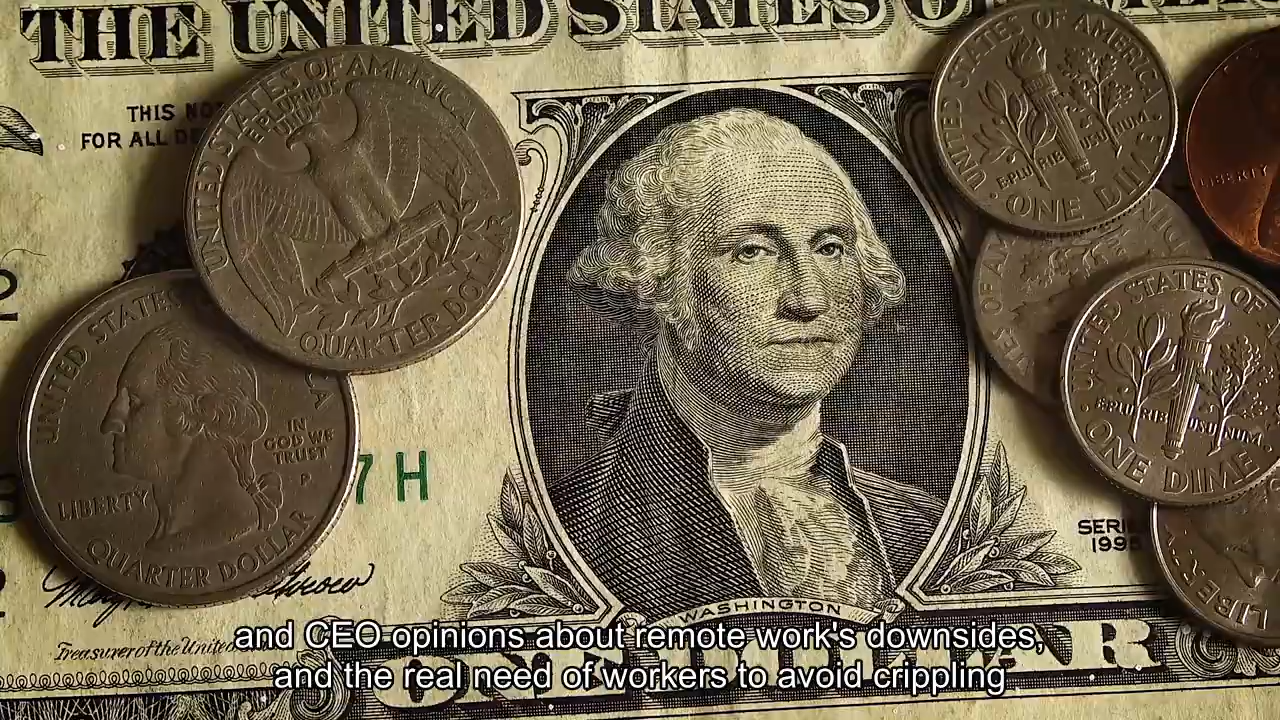 THE UNITED STATES OF
THIS NO
FOR ALL DE
UNITED STATES OF AMERICA
E PLURIBUS
UNUM
QUARTER DOLLAR
UNITED STATES
IN
GOD WE
TRUST
P
LIBERTY
QUARTER DOLLAR
7 H
Treasurer of the United
WASHINGTON
UNITED STATES OF AMERICA
E PLURIBUS UNUM
ONE DIME
LIBERTY
UNITED STATES OF
E PLURIBUS UNUM
ONE DIME
SERIE
1995
and CEO opinions about remote work's downsides,
and the real need of workers to avoid crippling